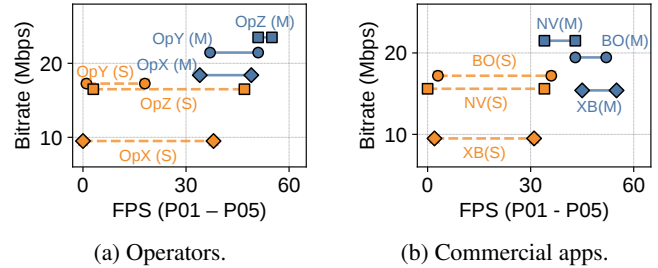 OpZ (M)
OpY (M)
OpX (M)
OpY (S)
OpZ (S)
OpX (S)
20
10
0
30
60
Bitrate (Mbps)
FPS (P01 – P05)
(a) Operators.
NV(M)
BO(M)
BO(S)
NV(S)
XB(M)
XB(S)
20
10
0
30
60
Bitrate (Mbps)
FPS (P01 - P05)
(b) Commercial apps.